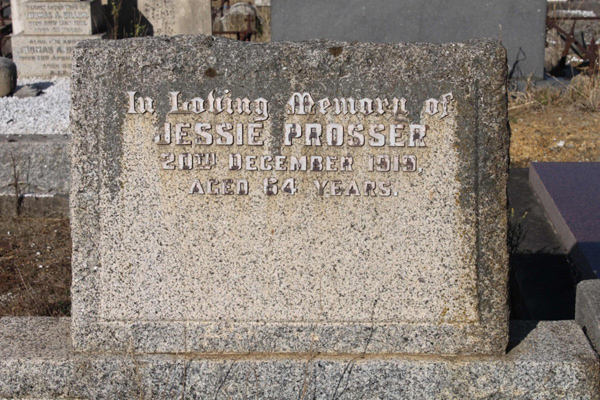 In Loving Memory of
JESSIE PROSSER
20TH DECEMBER 1919,
AGED 64 YEARS.